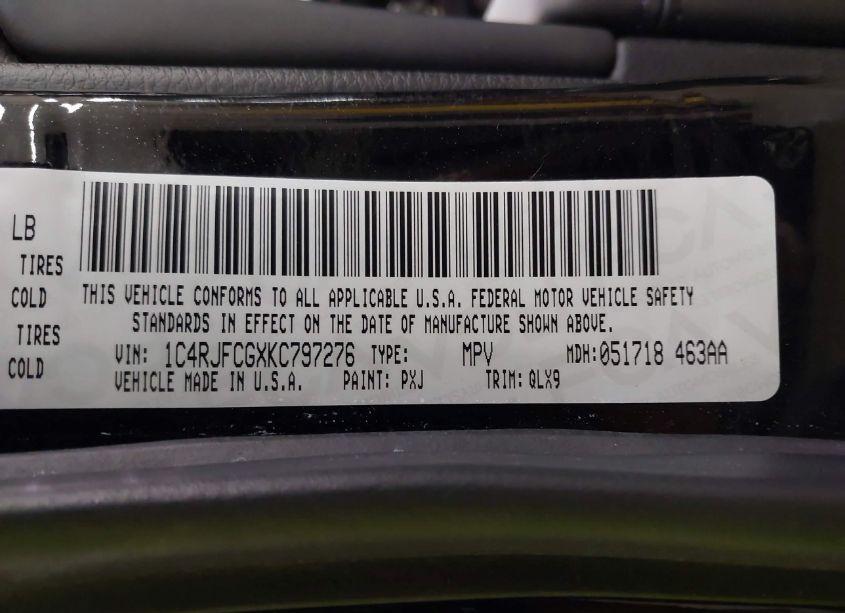 LB
TIRES
COLD
THIS VEHICLE CONFORMS TO ALL APPLICABLE U.S.A. FEDERAL MOTOR VEHICLE SAFETY
TIRES
STANDARDS IN EFFECT ON THE DATE OF MANUFACTURE SHOWN ABOVE.
COLD
VIN: 1C4RJFCGXKC797276 TYPE: MPV MDH:051718 463AA
VEHICLE MADE IN U.S.A. PAINT: PXJ TRIM: QLX9